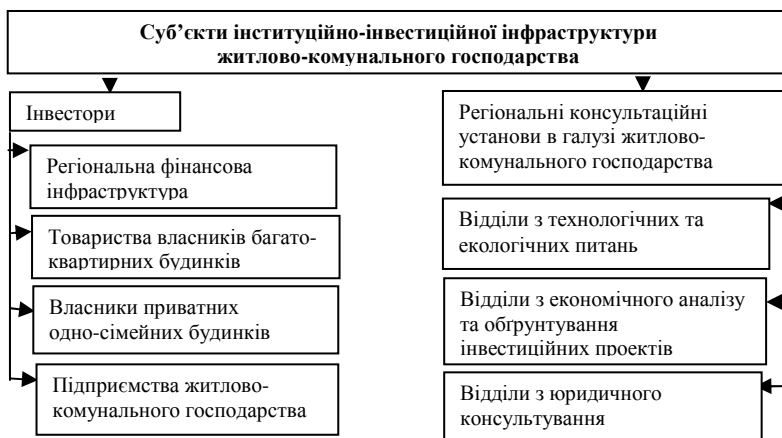 Суб’єкти інституційно-інвестиційної інфраструктури
житлово-комунального господарства
Інвестори
Регіональна фінансова
інфраструктура
Товариства власників багато-
квартирних будинків
Власники приватних
одно-сімейних будинків
Підприємства житлово-
комунального господарства
Регіональні консультаційні
установи в галузі житлово-
комунального господарства
Відділи з технологічних та
екологічних питань
Відділи з економічного аналізу
та обґрунтування
інвестиційних проектів
Відділи з юридичного
консультування